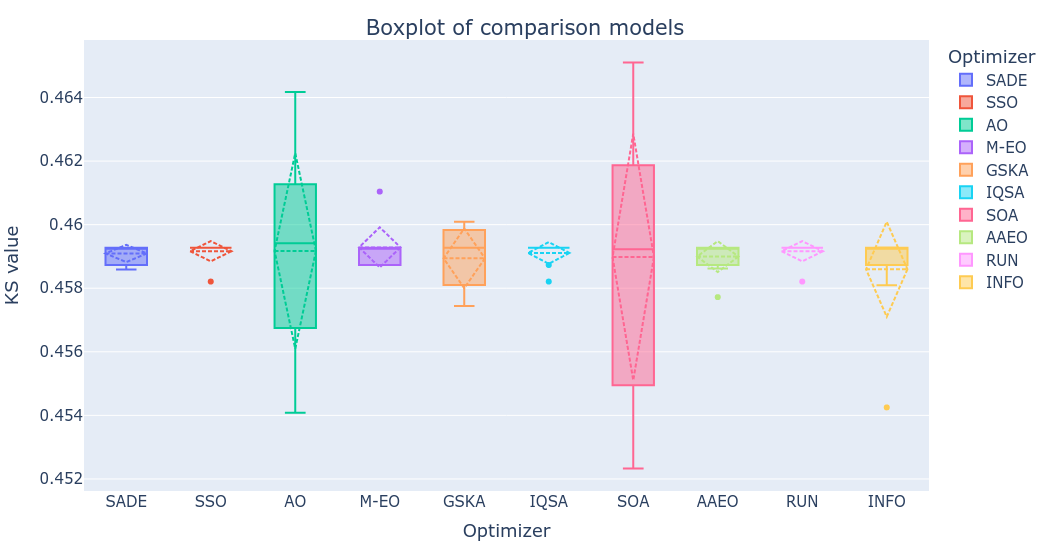 Boxplot of comparison models
KS value
0.464
0.462
0.46
0.458
0.456
0.454
0.452
SADE
SSO
AO
M-EO
GSKA
IQSA
SOA
AAEO
RUN
INFO
Optimizer
Optimizer
SADE
SSO
AO
M-EO
GSKA
IQSA
SOA
AAEO
RUN
INFO